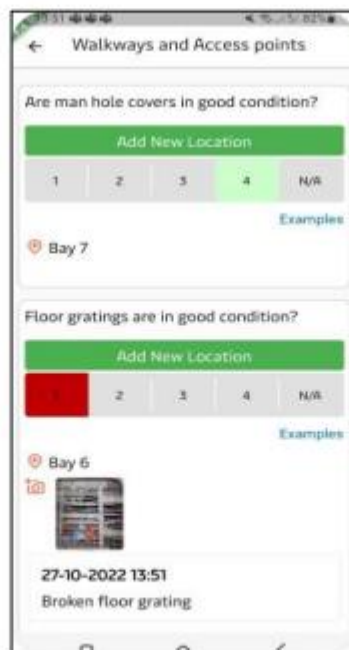 Walkways and Access points
Are man hole covers in good condition?
Add New Location
1 2 3 4 N/A
Examples
Bay 7
Floor gratings are in good condition?
Add New Location
2 3 4 N/A
Examples
Bay 6
27-10-2022 13:51
Broken floor grating